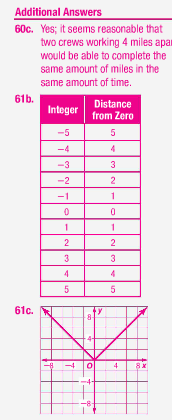 Additional Answers
60c. Yes; it seems reasonable that
two crews working 4 miles apar
would be able to complete the
same amount of miles in the
same amount of time.
61b.
Integer Distance from Zero
−5 5
−4 4
−3 3
−2 2
−1 1
0 0
1 1
2 2
3 3
4 4
5 5
61c.
y
8
4
−8 −4 O 4 8 x
−4
−8